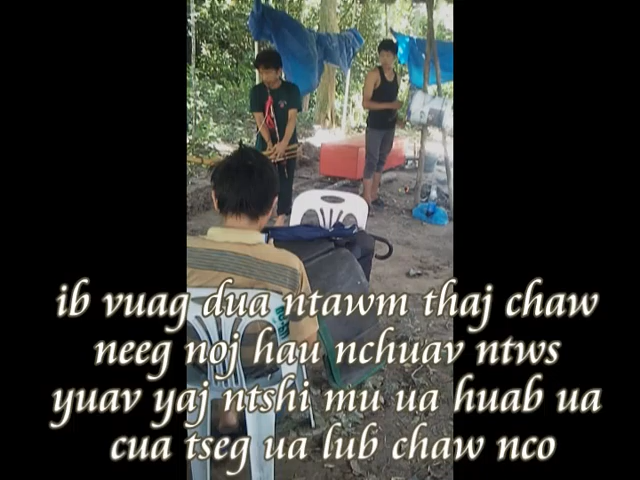 ib vuag dua ntawm thaj chaw
neeg noj hau nchuav ntws
yuav yaj ntshi mu ua huab ua
cua tseg ua lub chaw nco